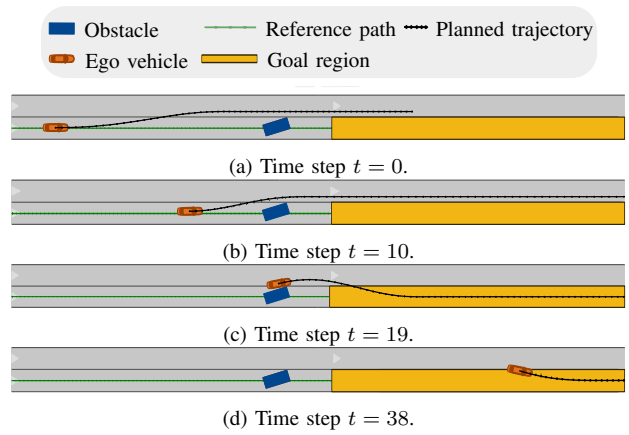 Obstacle Reference path Planned trajectory
Ego vehicle Goal region
(a) Time step t = 0.
(b) Time step t = 10.
(c) Time step t = 19.
(d) Time step t = 38.